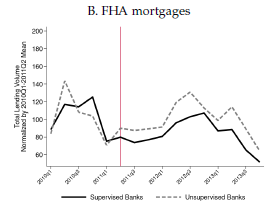 B. FHA mortgages
Total Lending Volume
Normalized by 2010Q1-2011Q2 Mean
200
180
160
140
120
100
80
60
2010q1
2010q3
2011q1
2011q3
2012q1
2012q3
2013q1
2013q3
Supervised Banks
Unsupervised Banks